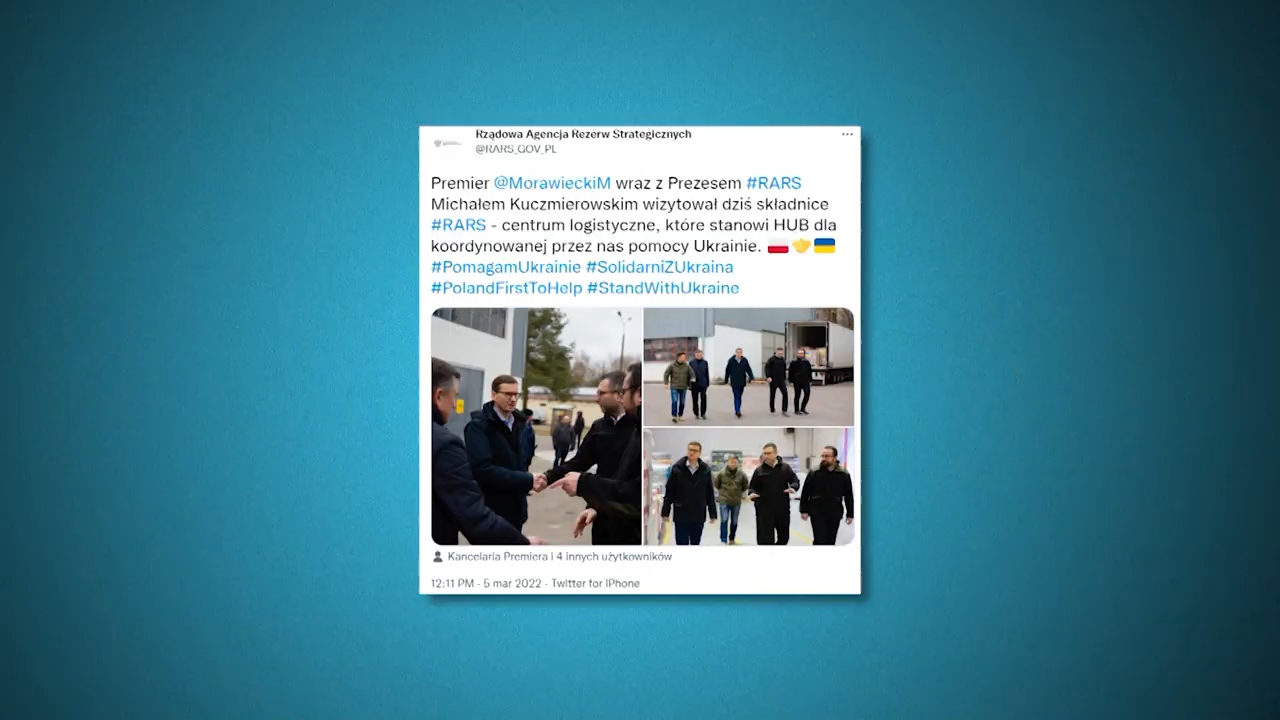 Rządowa Agencja Rezerw Strategicznych
@RARS_GOV_PL
Premier @MorawieckiM wraz z Prezesem #RARS
Michałem Kuczmierowskim wizytował dziś składnice
#RARS - centrum logistyczne, które stanowi HUB dla
koordynowanej przez nas pomocy Ukrainie. 🇵🇱🤝🇺🇦
#PomagamUkrainie #SolidarniZUkraina
#PolandFirstToHelp #StandWithUkraine
Kancelaria Premiera i 4 innych użytkowników
12:11 PM · 5 mar 2022 · Twitter for iPhone